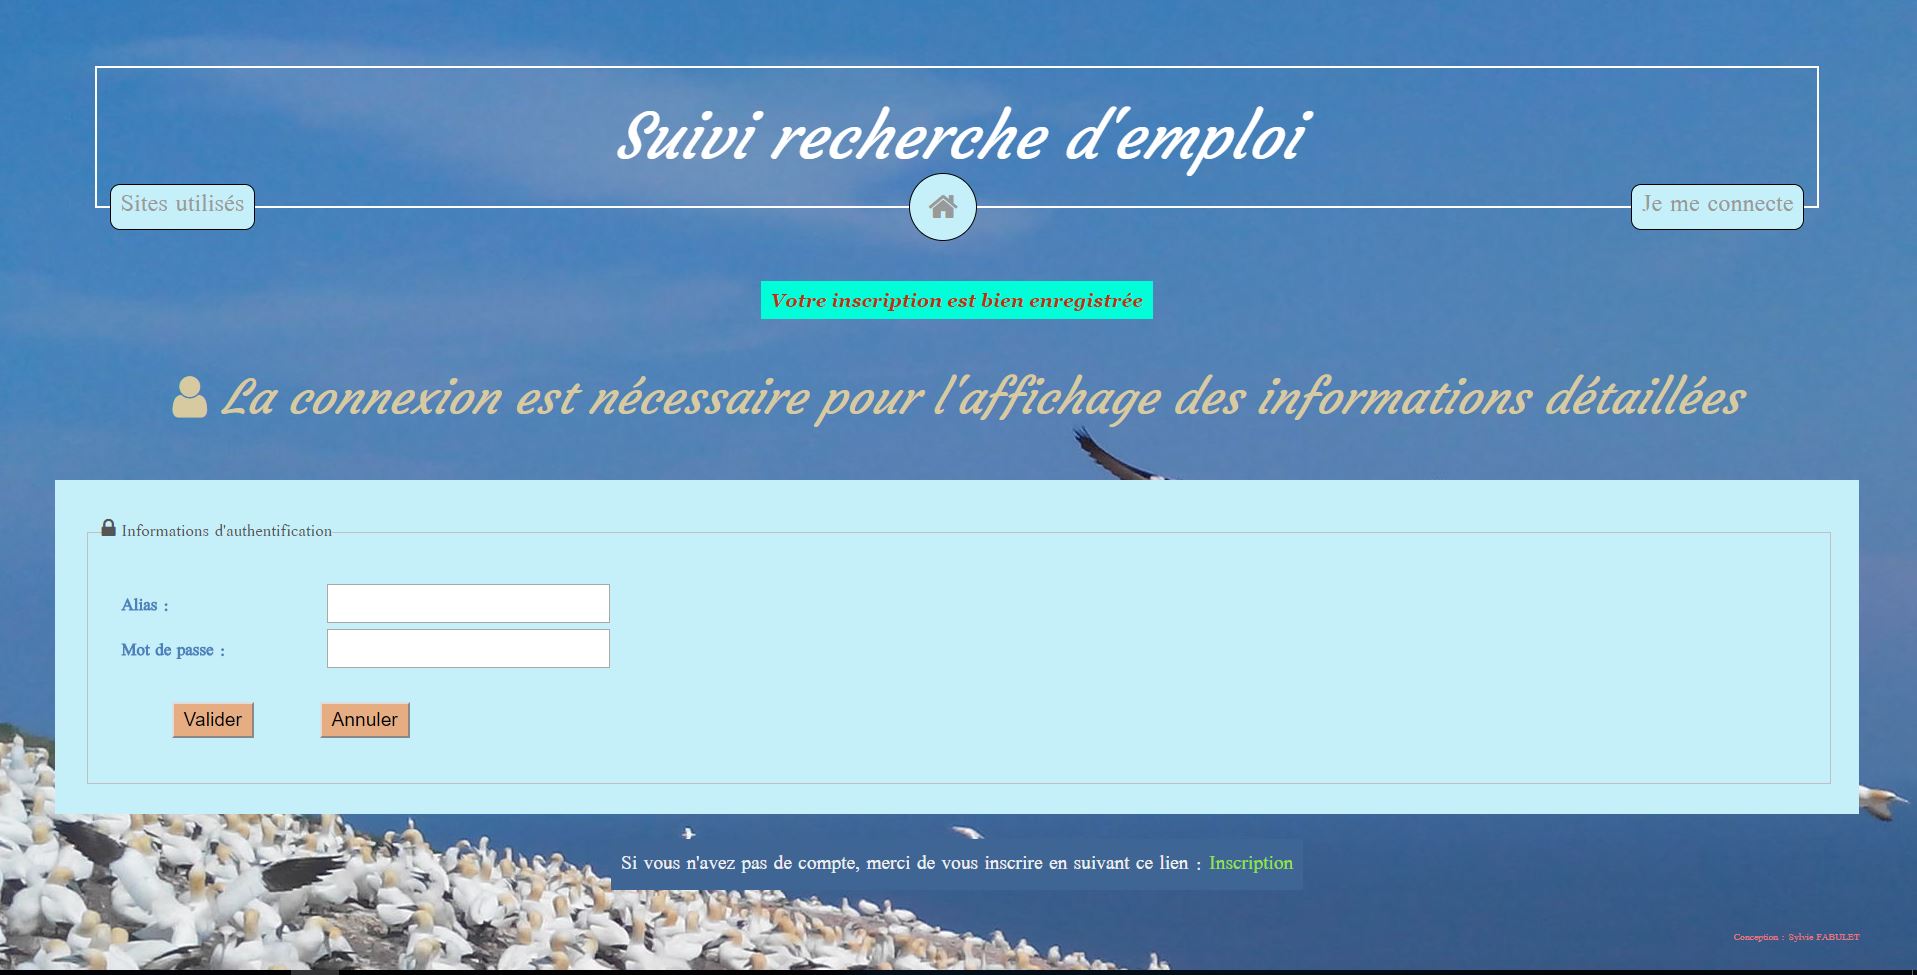 Suivi recherche d'emploi
Sites utilisés
Je me connecte
Votre inscription est bien enregistrée
La connexion est nécessaire pour l'affichage des informations détaillées
Informations d'authentification
Alias :
Mot de passe :
Valider
Annuler
Si vous n'avez pas de compte, merci de vous inscrire en suivant ce lien : Inscription
Conception : Sylvie FABULET